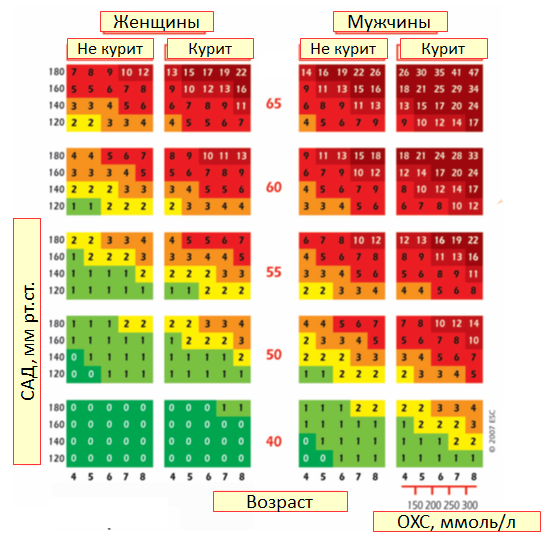 Женщины Мужчины
Не курит Курит Не курит Курит
180 7 8 9 10 12 13 15 17 19 22 14 16 19 22 26 26 30 35 41 47
160 5 5 6 7 8 9 10 12 13 16 9 11 13 15 16 18 21 25 29 34
65
140 3 3 4 5 6 6 7 8 9 11 6 8 9 11 13 13 15 17 20 24
120 2 2 3 3 4 4 5 5 6 7 4 5 6 7 9 9 10 12 14 17
180 4 4 5 6 7 8 9 10 11 13 9 11 13 15 18 18 21 24 28 33
160 3 3 3 4 5 5 6 7 8 9 6 7 9 10 12 12 14 17 20 24
60
140 2 2 2 3 3 3 4 5 5 6 4 5 6 7 9 8 10 12 14 17
120 1 1 2 2 2 2 3 3 4 4 3 3 4 5 6 6 7 8 10 12
САД, мм рт.ст.
180 2 2 3 3 4 4 5 5 6 7 6 7 8 10 12 12 13 16 19 22
160 1 2 2 2 3 3 3 4 4 5 4 5 6 7 8 8 9 11 13 16
55
140 1 1 1 1 2 2 2 2 3 3 3 3 4 5 6 5 6 8 9 11
120 1 1 1 1 1 1 1 2 2 2 2 2 3 3 4 4 4 5 6 8
180 1 1 1 2 2 2 2 3 3 4 4 4 5 6 7 7 8 10 12 14
160 1 1 1 1 1 1 2 2 2 3 2 3 3 4 5 5 6 7 8 10
50
140 0 1 1 1 1 1 1 1 1 2 2 2 2 3 3 3 4 5 6 7
120 0 0 1 1 1 1 1 1 1 1 1 1 2 2 2 2 3 3 4 5
180 0 0 0 0 0 0 0 0 1 1 1 1 1 2 2 2 2 3 3 4
160 0 0 0 0 0 0 0 0 0 0 1 1 1 1 1 1 2 2 2 3
40
140 0 0 0 0 0 0 0 0 0 0 0 1 1 1 1 1 1 1 2 2
120 0 0 0 0 0 0 0 0 0 0 0 0 1 1 1 1 1 1 1 1
© 2007 ESC
4 5 6 7 8 4 5 6 7 8 4 5 6 7 8 4 5 6 7 8
Возраст
150 200 250 300
ОХС, ммоль/л